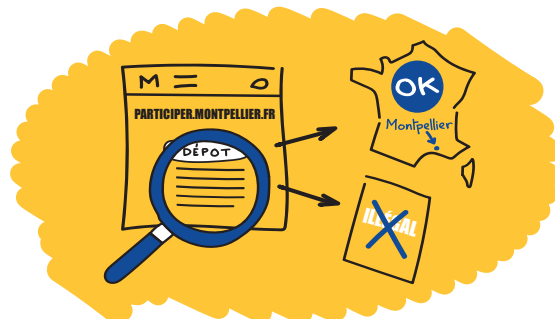 M
PARTICIPER.MONTPELLIER.FR
DÉPOT
OK
Montpellier
ILLÉGAL